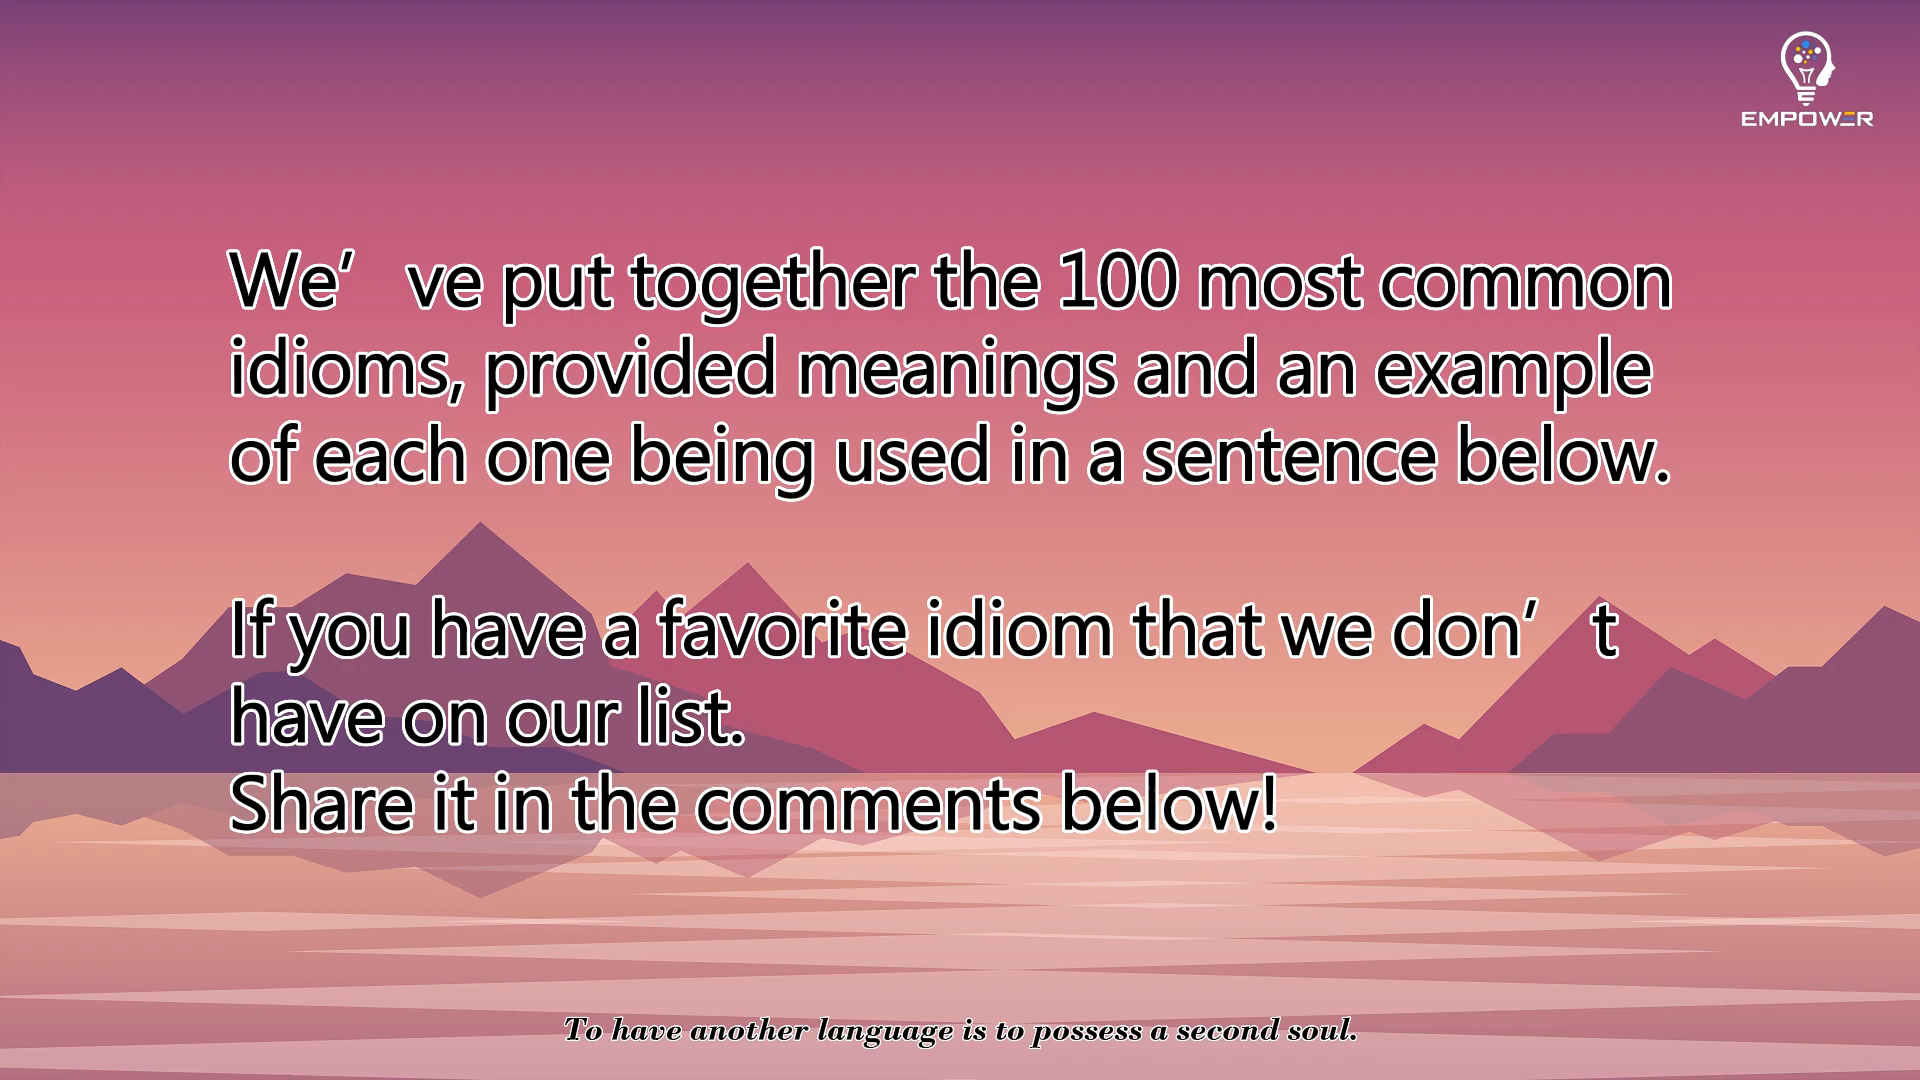 EMPOWER
We’ ve put together the 100 most common
idioms, provided meanings and an example
of each one being used in a sentence below.
If you have a favorite idiom that we don’ t
have on our list.
Share it in the comments below!
To have another language is to possess a second soul.